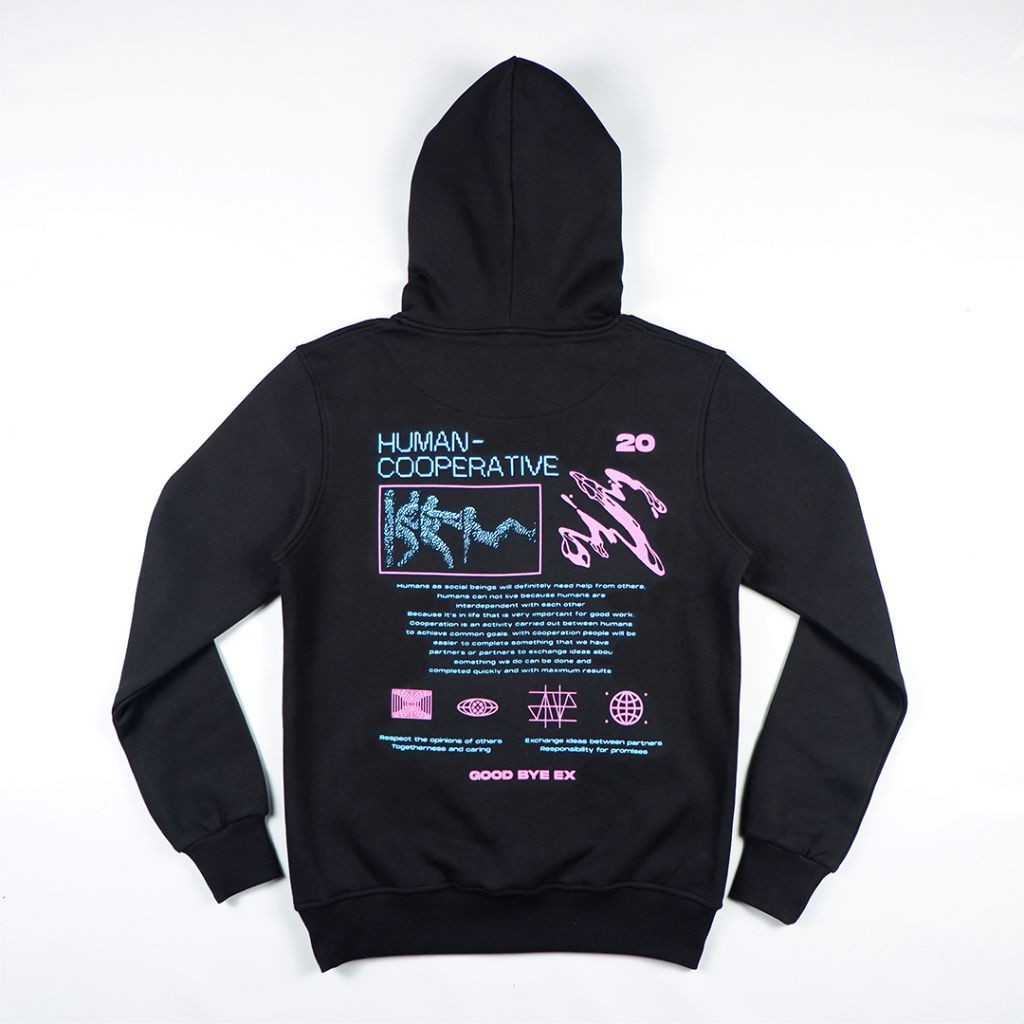 HUMAN-
COOPERATIVE
20
Humans as social beings will definitely need help from others,
humans can not live because humans are
interdependent with each other
Because it's in life that is very important for good work.
Cooperation is an activity carried out between humans
to achieve common goals. with cooperation people will be
easier to complete something that we have
partners or partners to exchange ideas abou
something we do can be done and
completed quickly and with maximum results
Respect the opinions of others
Togetherness and caring
Exchange ideas between partners
Responsibility for promises
GOOD BYE EX